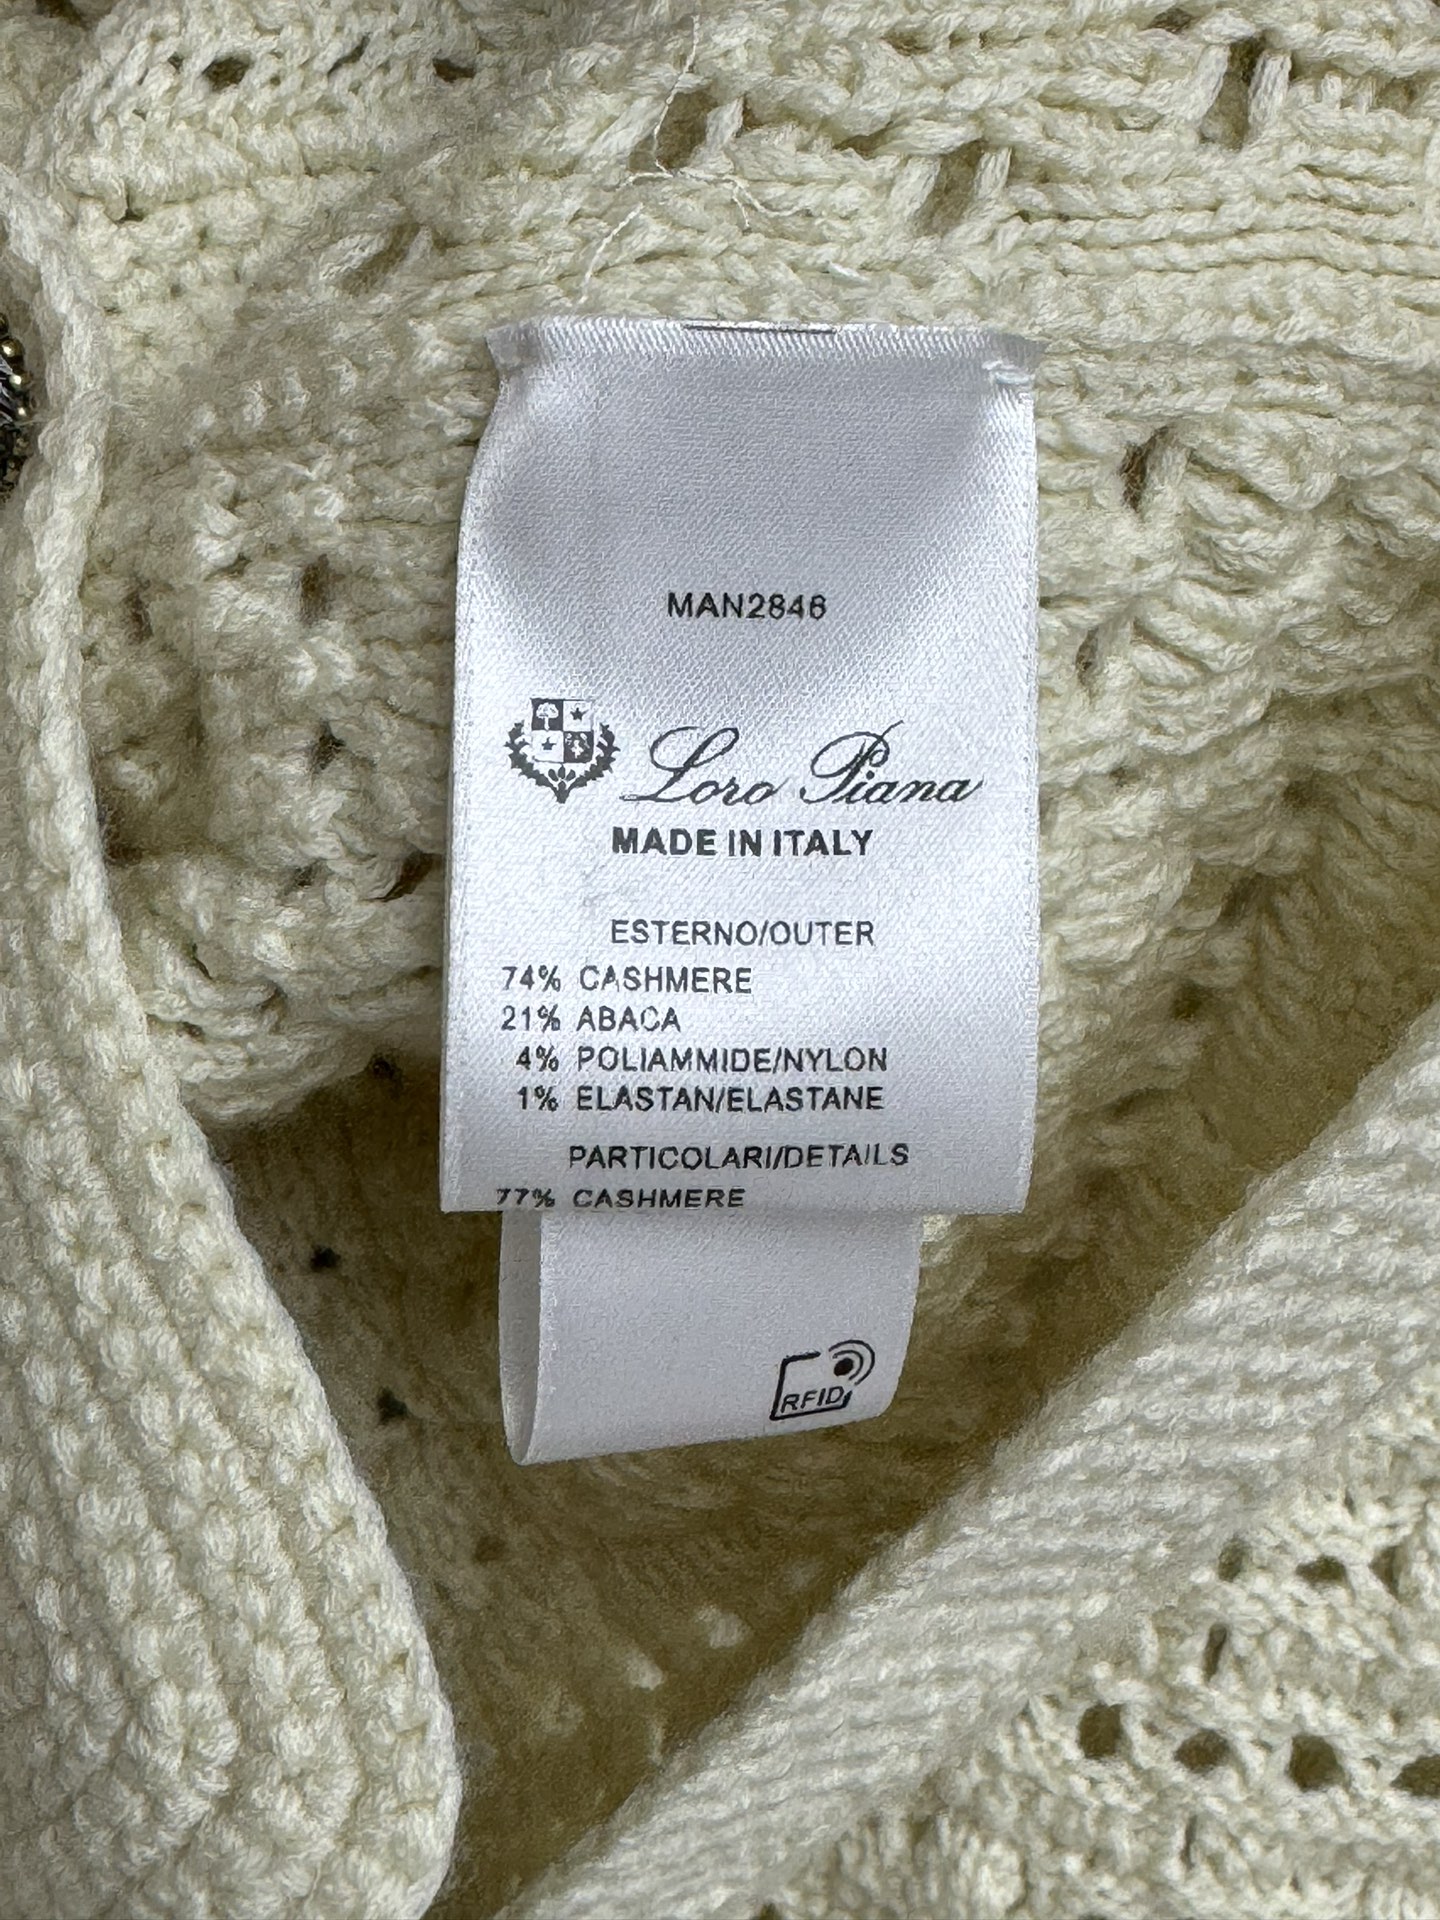 MAN2846
Loro Piana
MADE IN ITALY
ESTERNO/OUTER
74% CASHMERE
21% ABACA
4% POLIAMMIDE/NYLON
1% ELASTAN/ELASTANE
PARTICOLARI/DETAILS
77% CASHMERE
RFID